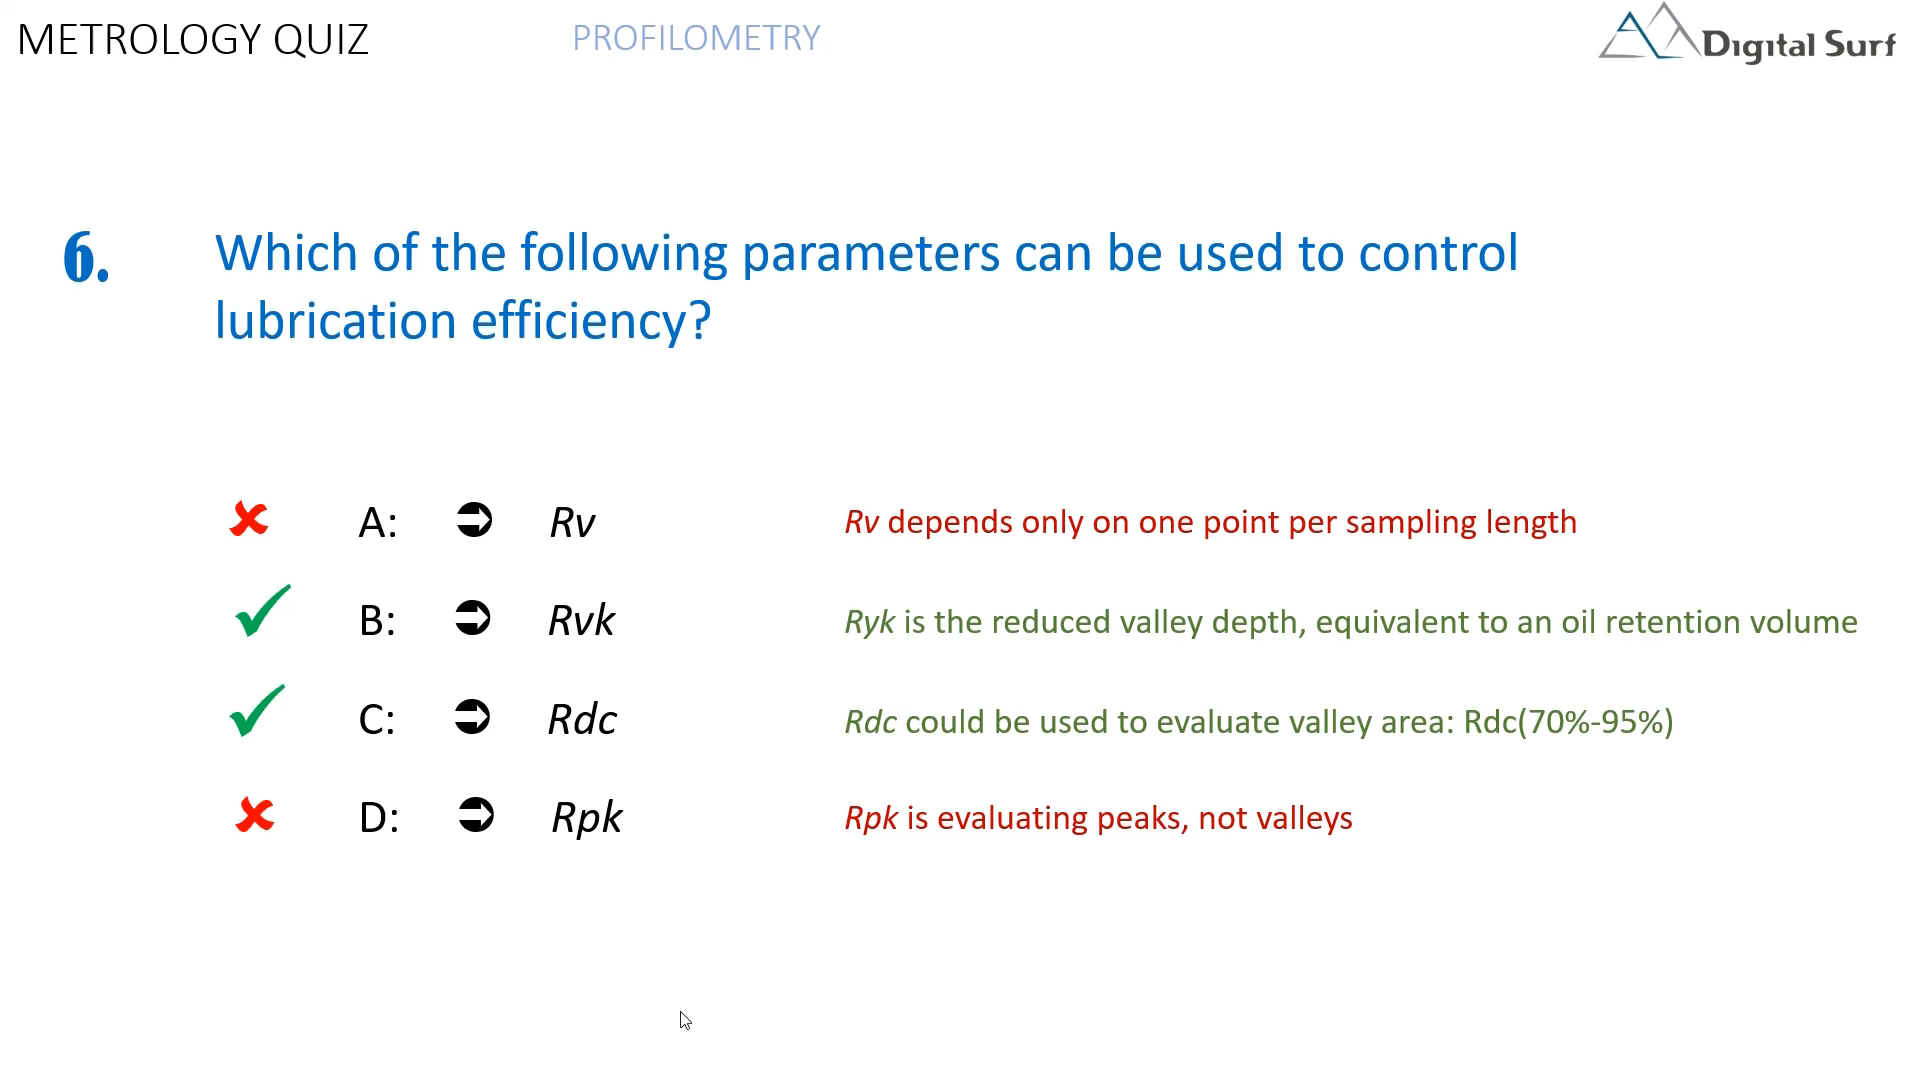 METROLOGY QUIZ
PROFILOMETRY
Digital Surf
6.
Which of the following parameters can be used to control
lubrication efficiency?
A: Rv Rv depends only on one point per sampling length
B: Rvk Ryk is the reduced valley depth, equivalent to an oil retention volume
C: Rdc Rdc could be used to evaluate valley area: Rdc(70%-95%)
D: Rpk Rpk is evaluating peaks, not valleys